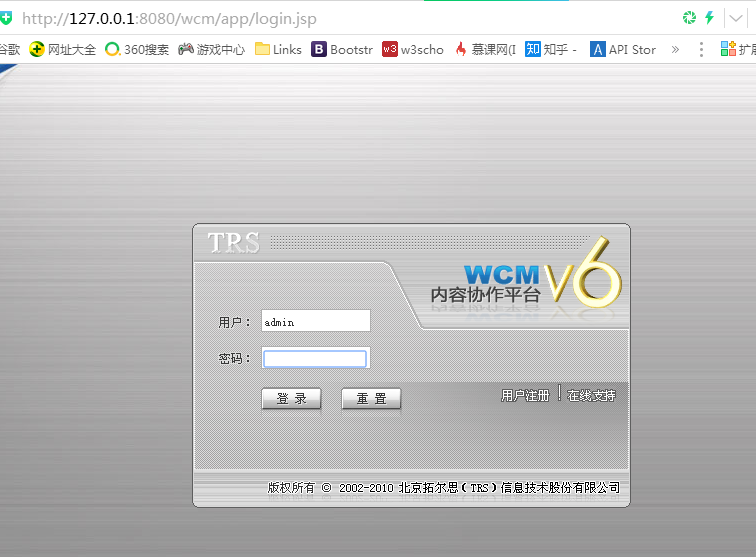 http://127.0.0.1:8080/wcm/app/login.jsp
谷歌 网址大全 360搜索 游戏中心 Links Bootstr w3scho 慕课网(I 知乎 - API Stor » 扩展
TRS
WCM V6
内容协作平台
用户： admin
密码：
登 录 重 置
用户注册 | 在线支持
版权所有 © 2002-2010 北京拓尔思(TRS)信息技术股份有限公司